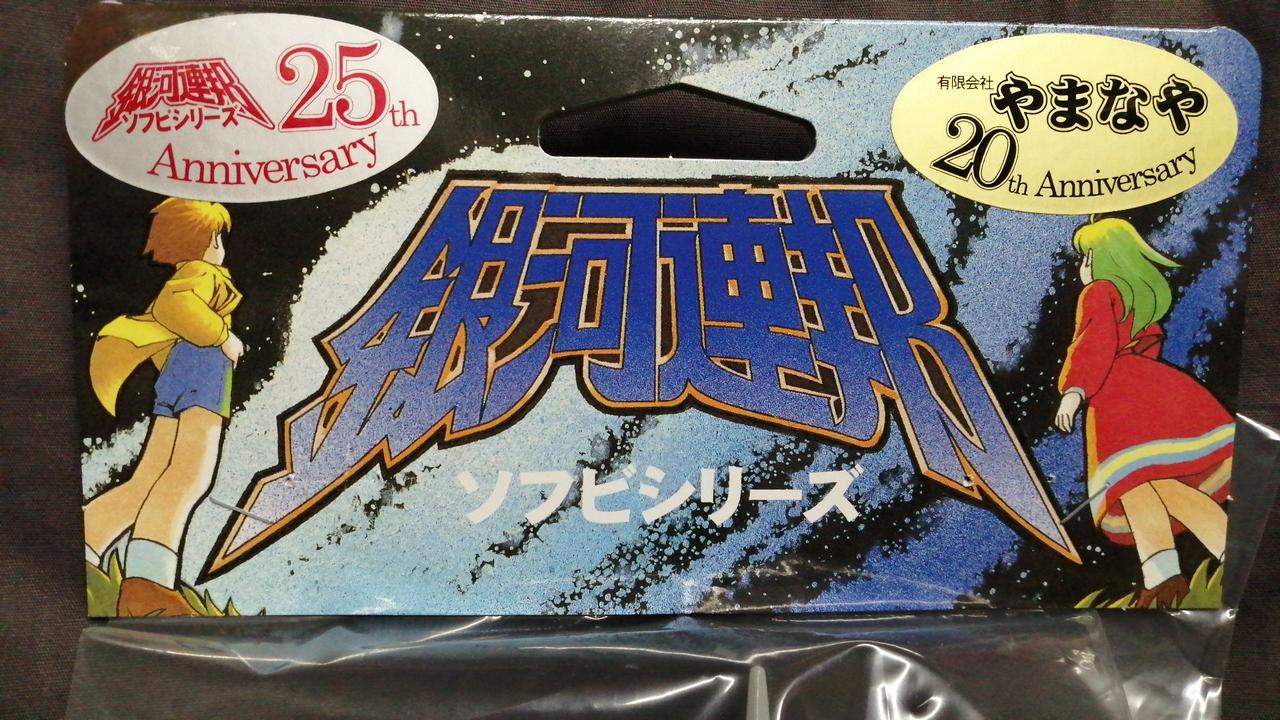 銀河連邦
ソフビシリーズ
25th
Anniversary
有限会社 やまなや
20th Anniversary
銀河連邦
ソフビシリーズ